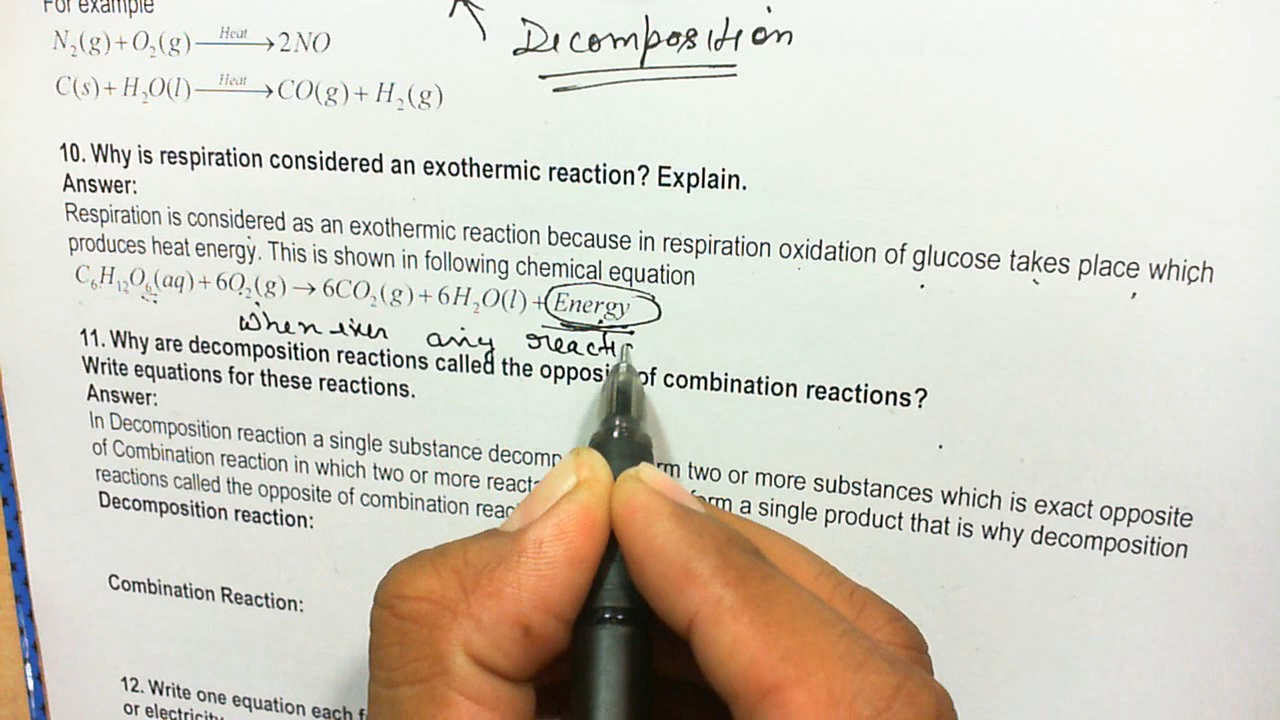 For example
Decomposition
N₂(g)+O₂(g) —Heat→ 2NO
C(s)+H₂O(l) —Heat→ CO(g)+H₂(g)
10. Why is respiration considered an exothermic reaction? Explain.
Answer:
Respiration is considered as an exothermic reaction because in respiration oxidation of glucose takes place which
produces heat energy. This is shown in following chemical equation
C₆H₁₂O₆(aq)+6O₂(g)→6CO₂(g)+6H₂O(l)+Energy
when ever any reacti
11. Why are decomposition reactions called the of combination reactions?
Write equations for these reactions.
Answer:
In Decomposition reaction a single substance two or more substances which is exact opposite
of Combination reaction in which two or more form a single product that is why decomposition
reactions called the opposite of combination
Decomposition reaction:
Combination Reaction:
12. Write one equation each
or electricity